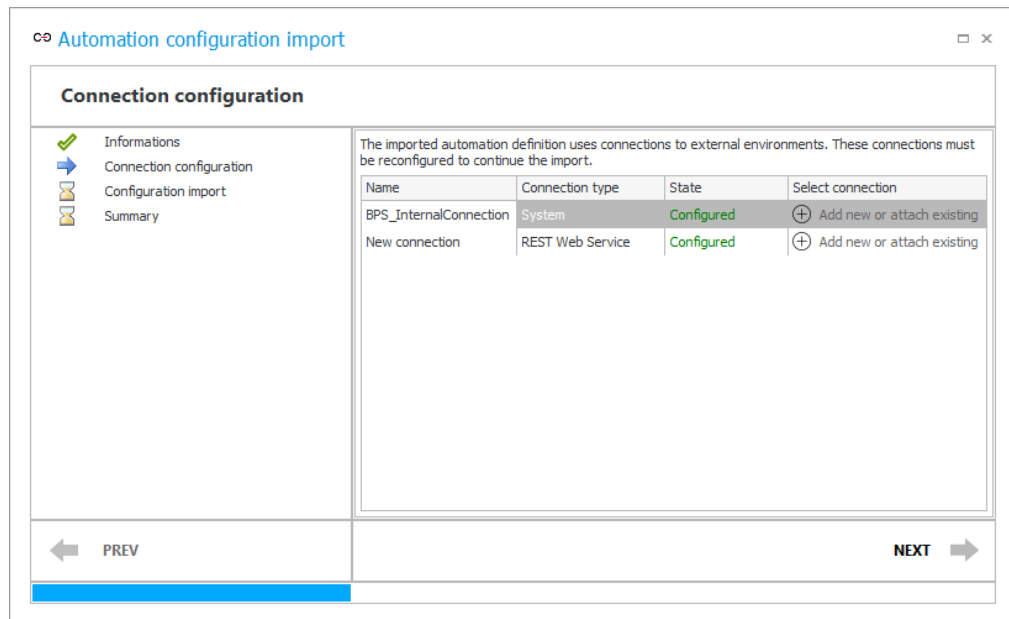 Automation configuration import
Connection configuration
Informations
Connection configuration
Configuration import
Summary
The imported automation definition uses connections to external environments. These connections must
be reconfigured to continue the import.
Name Connection type State Select connection
BPS_InternalConnection System Configured Add new or attach existing
New connection REST Web Service Configured Add new or attach existing
PREV
NEXT